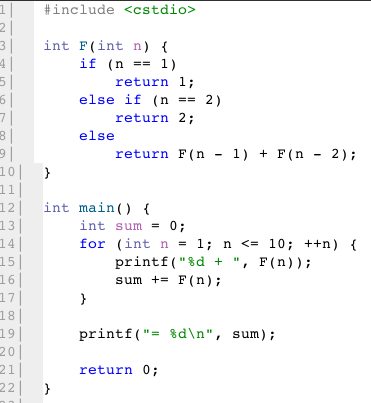 1| #include <cstdio>
2|
3| int F(int n) {
4|     if (n == 1)
5|         return 1;
6|     else if (n == 2)
7|         return 2;
8|     else
9|         return F(n - 1) + F(n - 2);
10| }
11|
12| int main() {
13|     int sum = 0;
14|     for (int n = 1; n <= 10; ++n) {
15|         printf("%d + ", F(n));
16|         sum += F(n);
17|     }
18|
19|     printf("= %d\n", sum);
20|
21|     return 0;
22| }